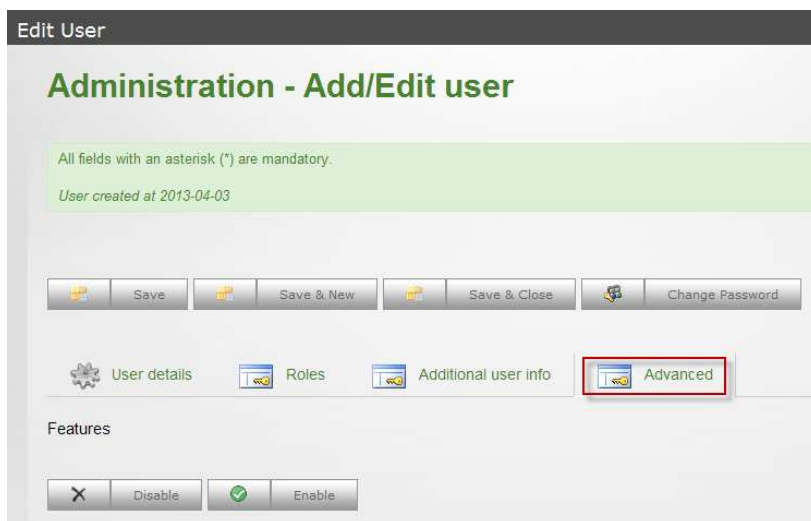 Edit User
Administration - Add/Edit user
All fields with an asterisk (*) are mandatory.
User created at 2013-04-03
Save Save & New Save & Close Change Password
User details Roles Additional user info Advanced
Features
Disable Enable